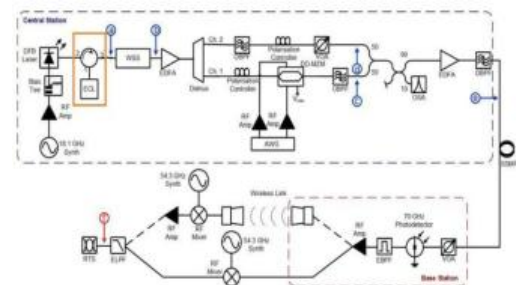 Central Station
DFB
Laser
Bias
Tee
RF
Amp
Synth
ECL
WSS
EDFA
Demux
Ch. 2
Ch. 1
OBPF
Polarisation
Controller
VOA
Polarisation
Controller
DD-MZM
OBPF
RF
Amp
RF
Amp
AWG
50
50
90
10
OSA
EDFA
OBPF
54.3 GHz
Synth
Wireless Link
RF
Amp
RF
Mixer
54.3 GHz
Synth
RF
Mixer
RTS
ELPF
RF
Amp
EBPF
70 GHz
Photodetector
VOA
Base Station